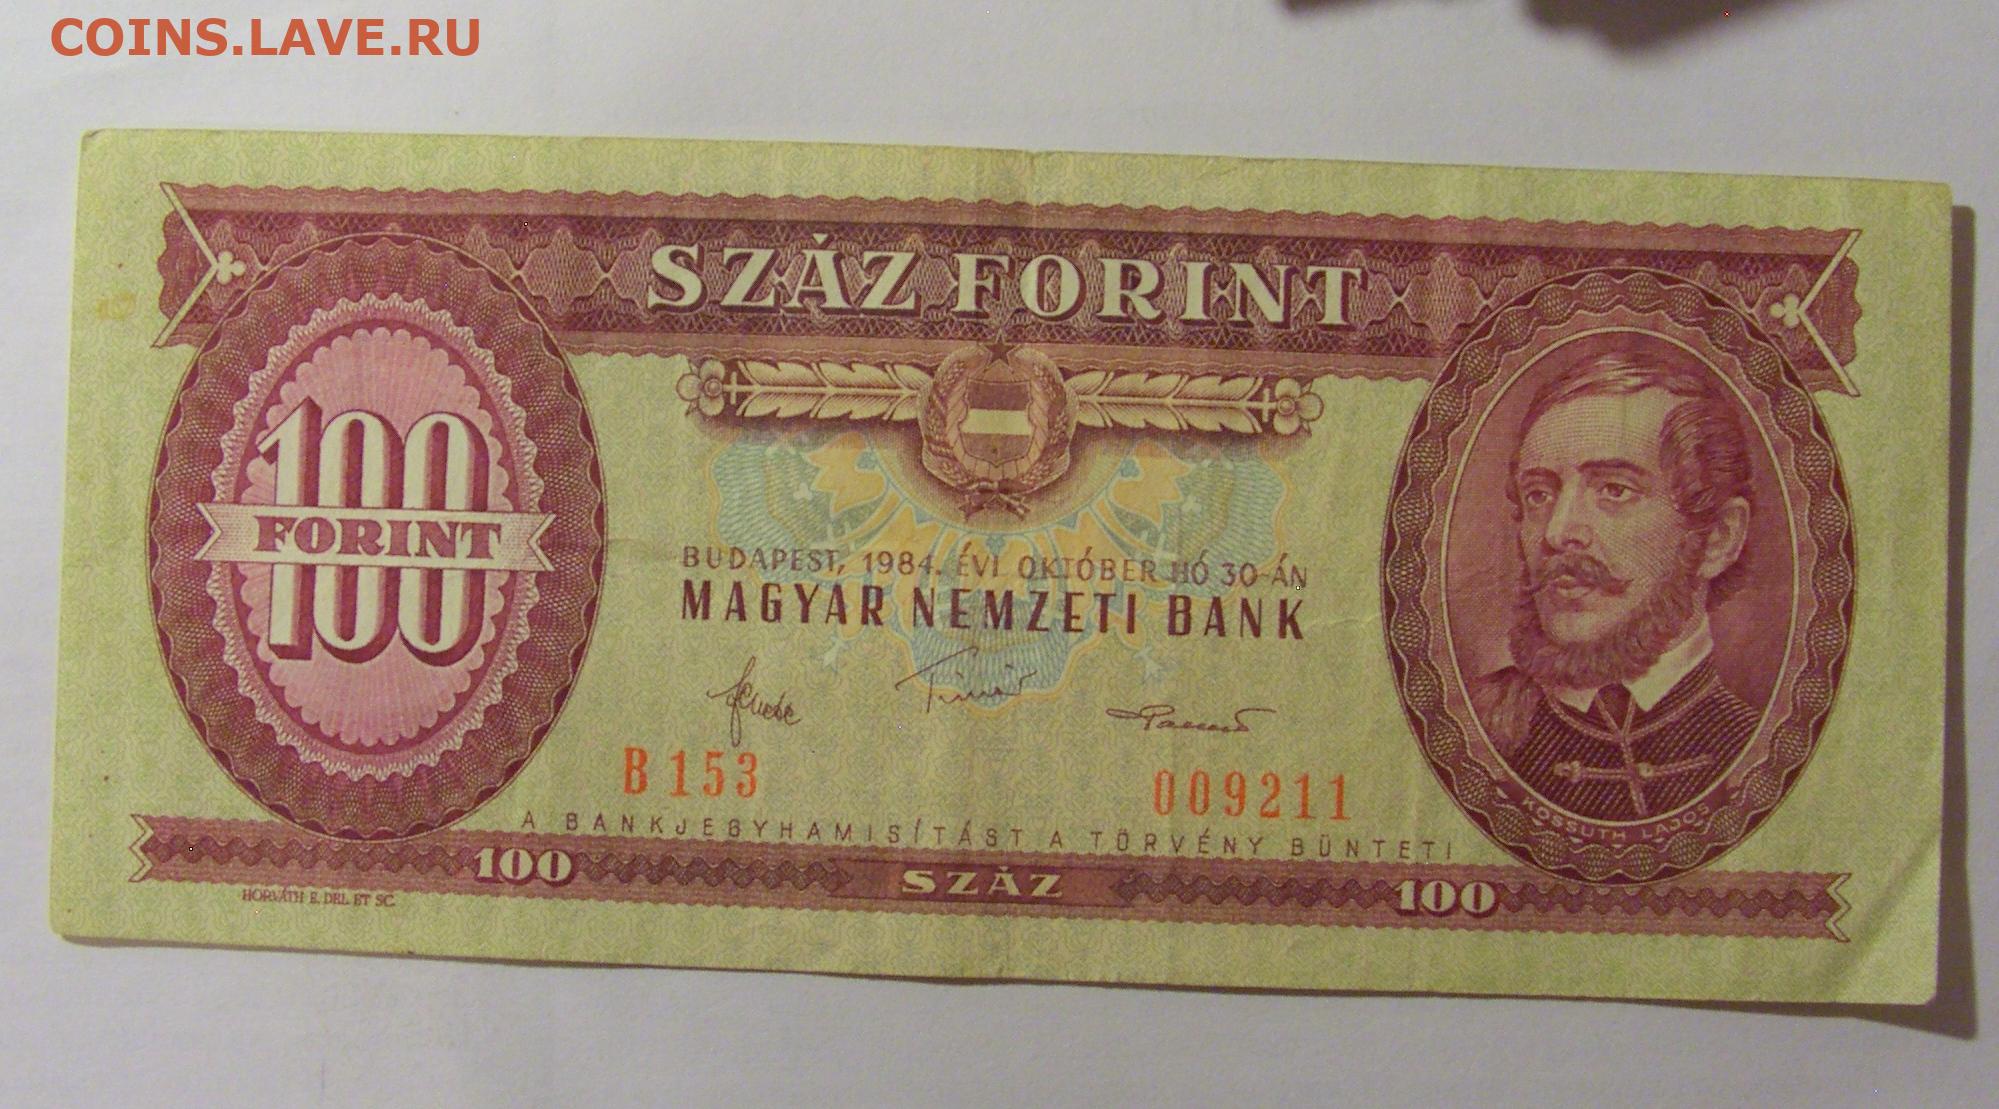 COINS.LAVE.RU
SZÁZ FORINT
100
FORINT
BUDAPEST, 1984. ÉVI OKTÓBER HÓ 30-ÁN
MAGYAR NEMZETI BANK
B 153 009211
KOSSUTH LAJOS
A BANKJEGYHAMISÍTÁST A TÖRVÉNY BÜNTETI
100 SZÁZ 100
HORVÁTH E. DEL. ET SC.